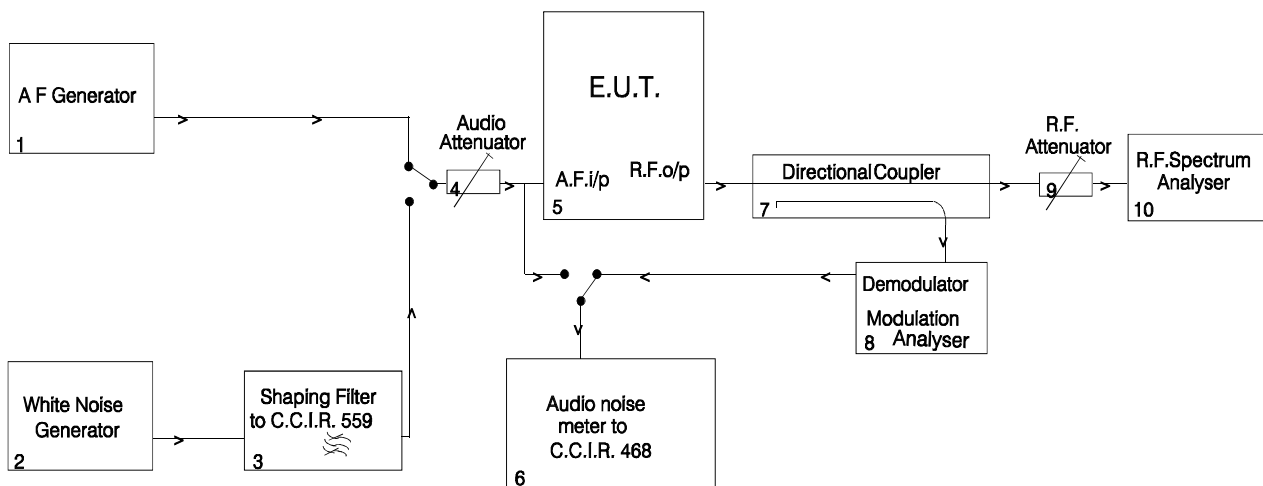 A F Generator
1
Audio
Attenuator
4
E.U.T.
A.F.i/p
R.F.o/p
5
Directional Coupler
7
R.F.
Attenuator
9
R.F.Spectrum
Analyser
10
Demodulator
Modulation
Analyser
8
White Noise
Generator
2
Shaping Filter
to C.C.I.R. 559
3
Audio noise
meter to
C.C.I.R. 468
6